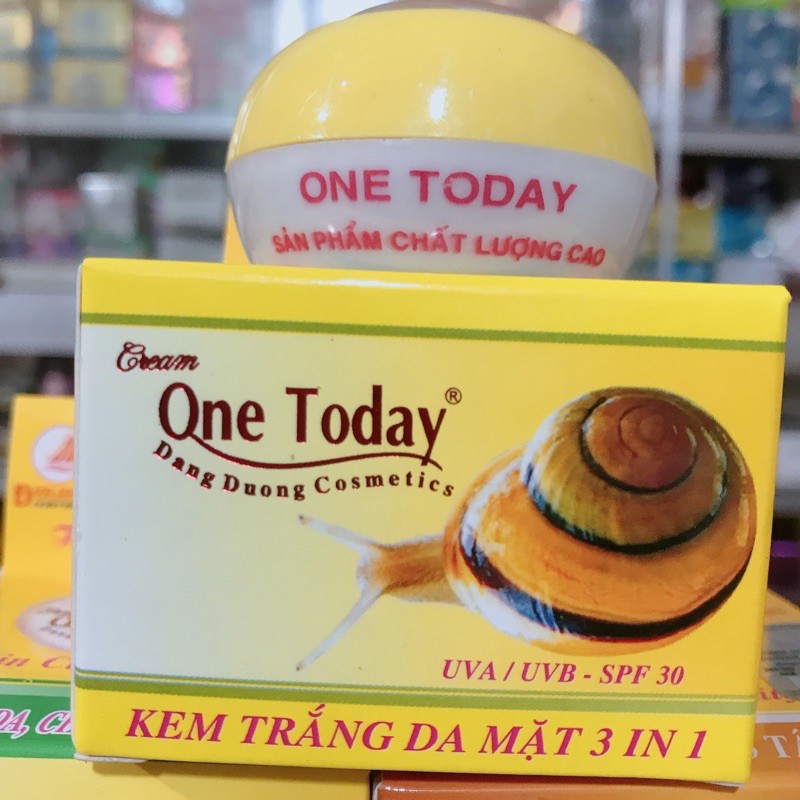 ONE TODAY
SẢN PHẨM CHẤT LƯỢNG CAO
Cream
One Today®
Dang Duong Cosmetics
UVA / UVB - SPF 30
KEM TRẮNG DA MẶT 3 IN 1